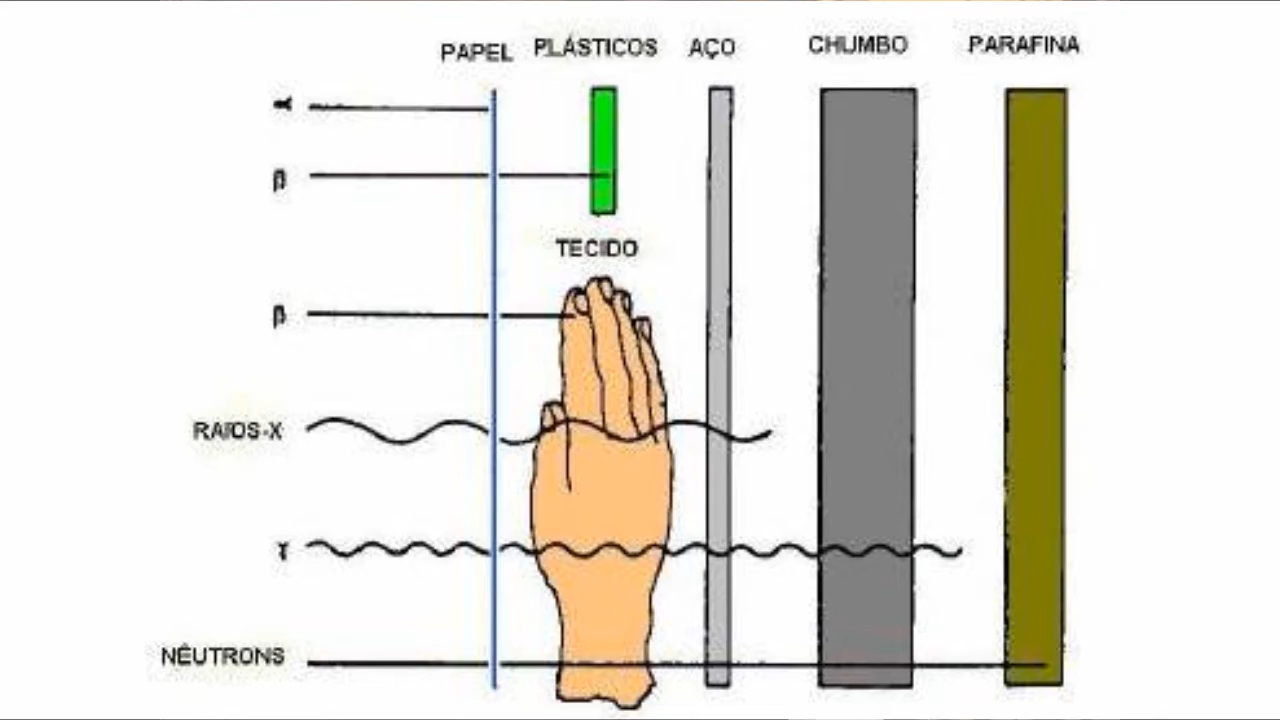 PAPEL PLÁSTICOS AÇO CHUMBO PARAFINA
β
TECIDO
β
RAIOS-X
γ
NÊUTRONS